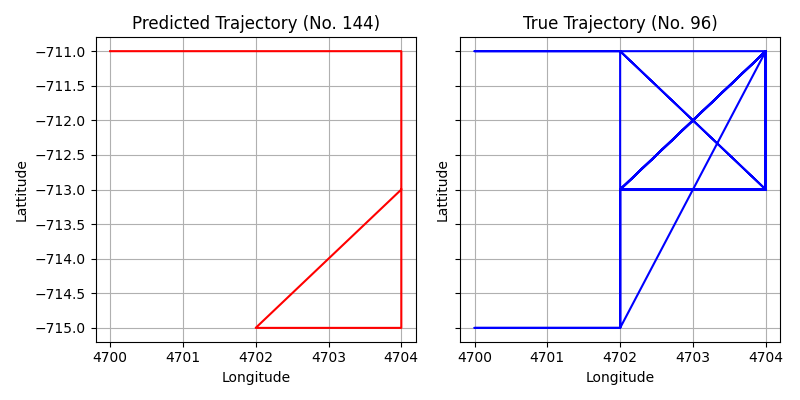 Predicted Trajectory (No. 144)
True Trajectory (No. 96)
Lattitude
−711.0
−711.5
−712.0
−712.5
−713.0
−713.5
−714.0
−714.5
−715.0
4700 4701 4702 4703 4704
Longitude
Lattitude
4700 4701 4702 4703 4704
Longitude